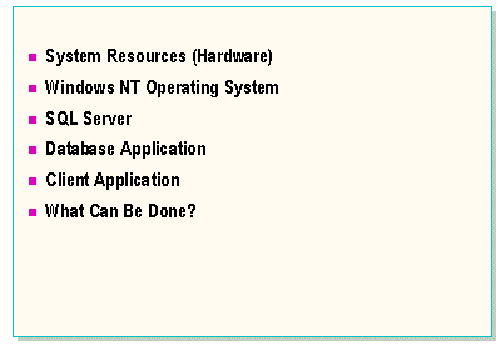 System Resources (Hardware)
Windows NT Operating System
SQL Server
Database Application
Client Application
What Can Be Done?